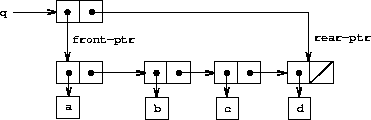 q
front-ptr
rear-ptr
a b c d